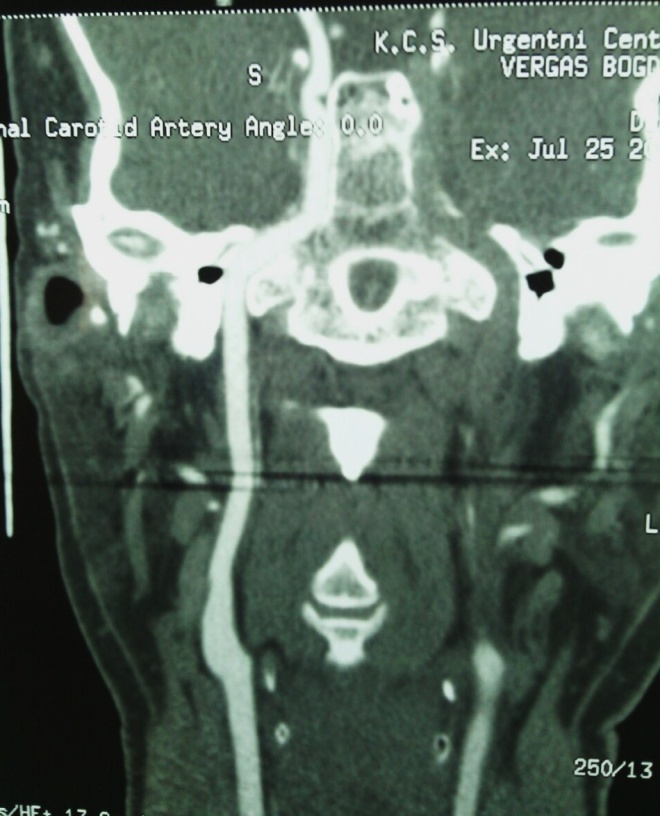 K.C.S. Urgentni Cent
VERGAS BOGD
S
nal Carotid Artery Angle: 0.0
D
Ex: Jul 25 2
L
250/13